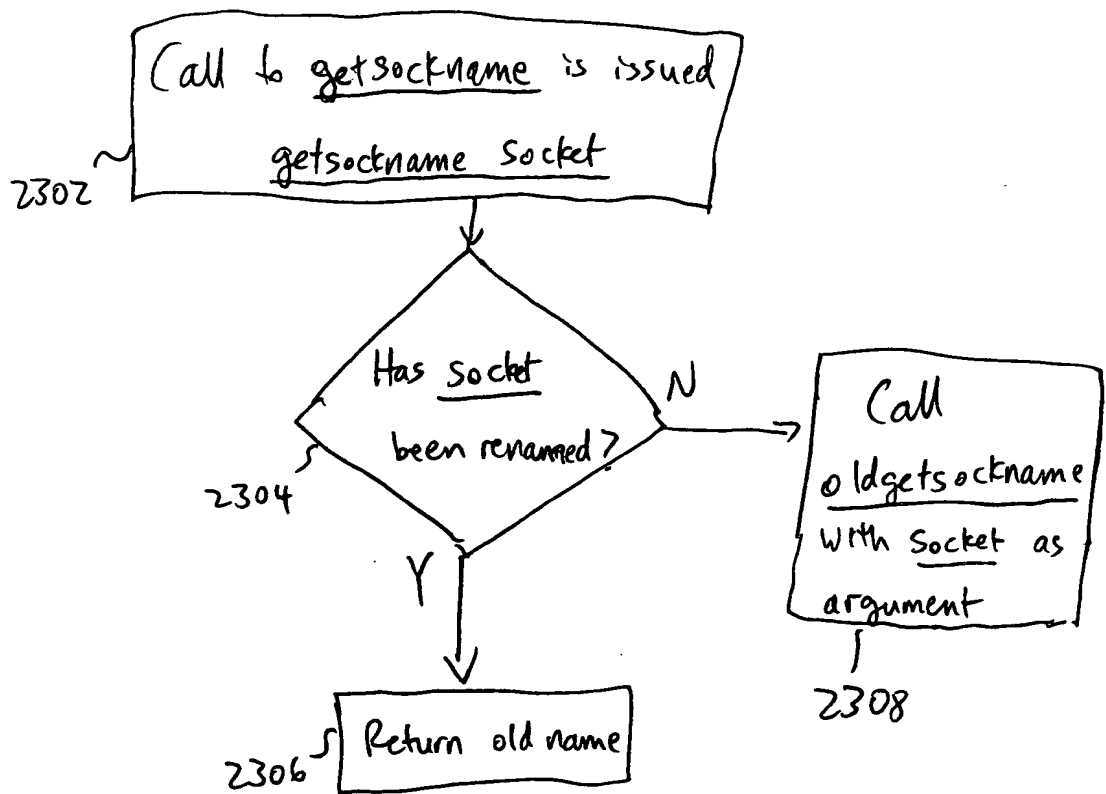 Call to getsockname is issued
getsockname socket
2302
Has socket
been renamed?
2304
N
Y
Call
oldgetsockname
with socket as
argument
2308
Return old name
2306